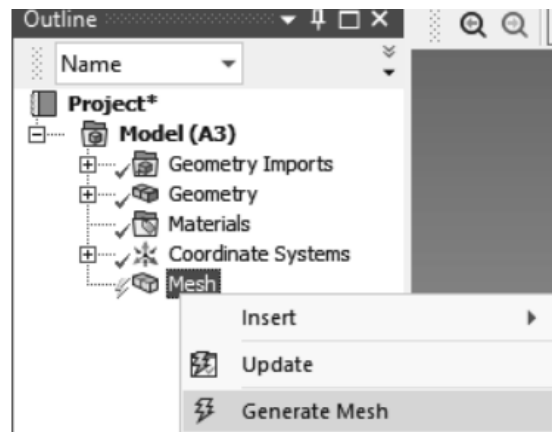 Outline
Name
Project*
Model (A3)
Geometry Imports
Geometry
Materials
Coordinate Systems
Mesh
Insert
Update
Generate Mesh